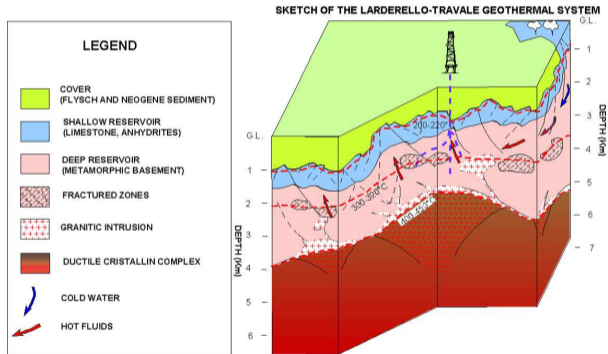 SKETCH OF THE LARDERELLO-TRAVALE GEOTHERMAL SYSTEM
LEGEND
COVER
(FLYSCH AND NEOGENE SEDIMENT)
SHALLOW RESERVOIR
(LIMESTONE, ANHYDRITES)
DEEP RESERVOIR
(METAMORPHIC BASEMENT)
FRACTURED ZONES
GRANITIC INTRUSION
DUCTILE CRISTALLIN COMPLEX
COLD WATER
HOT FLUIDS
G.L.
1
2
3
4
5
6
DEPTH (Km)
200-220°
300-350°C
400-450°C
G.L.
1
2
3
4
5
6
7
DEPTH (Km)